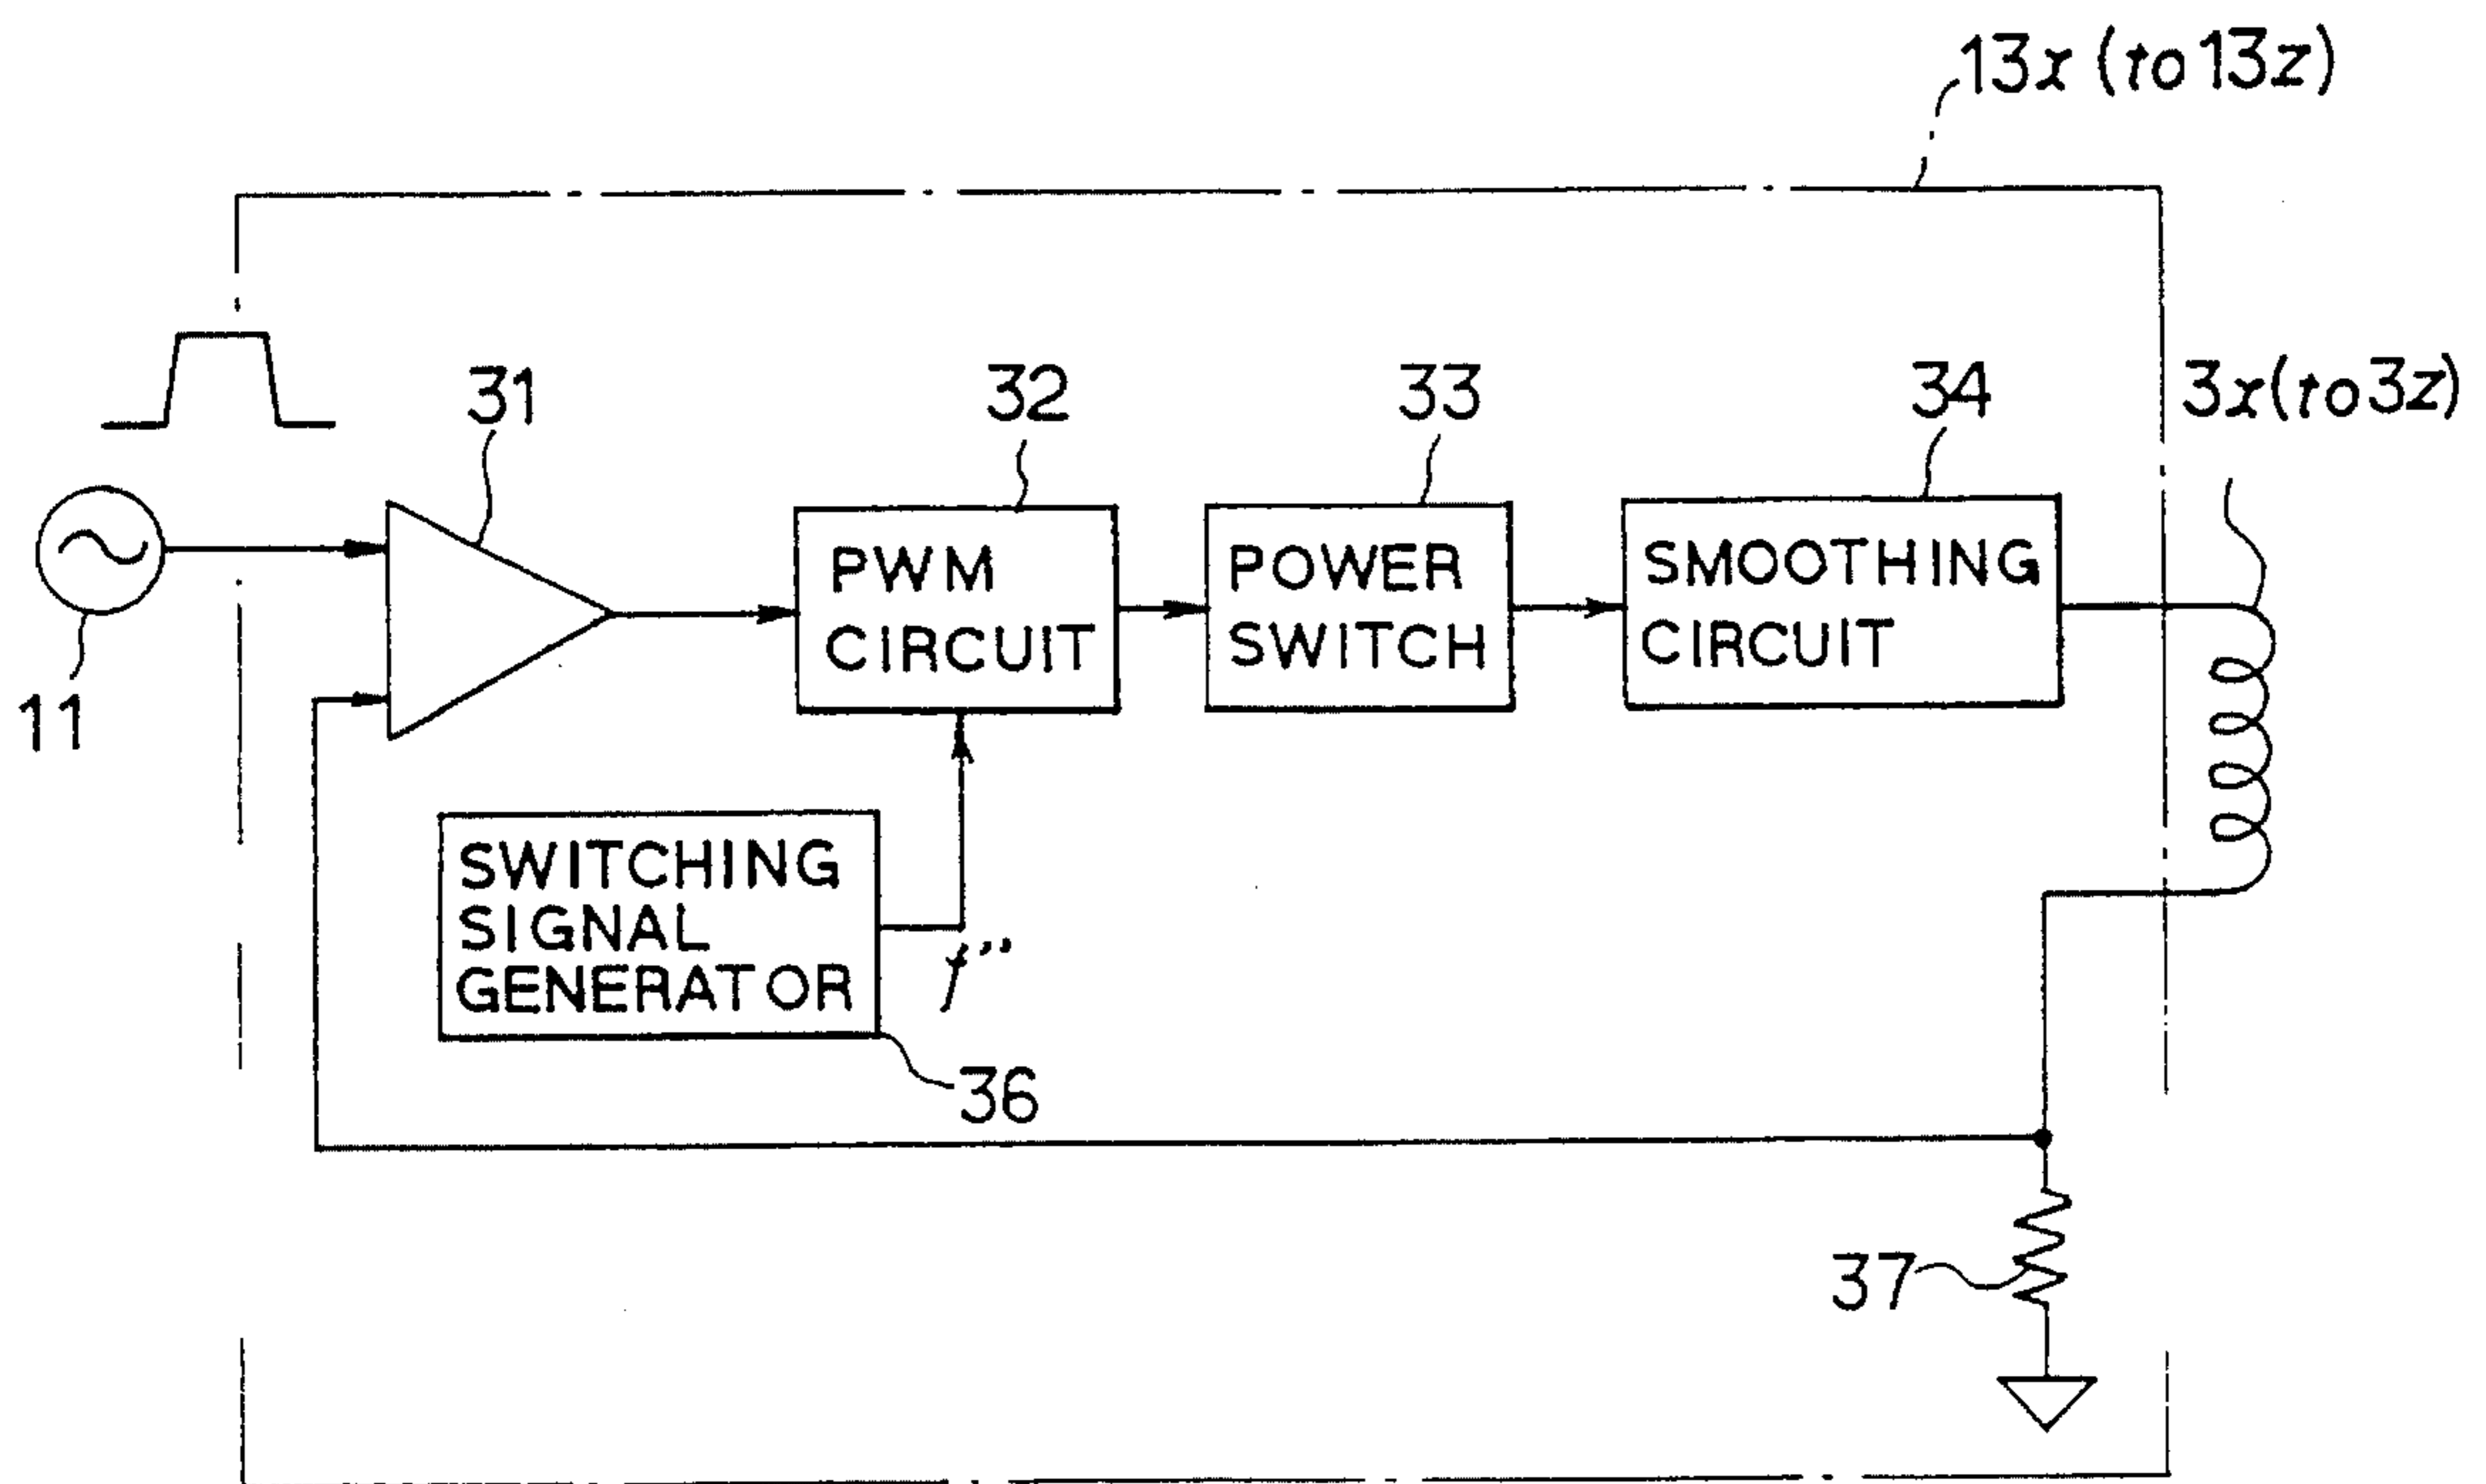 13x (to 13z)
31
32
33
34
3x (to 3z)
PWM
CIRCUIT
POWER
SWITCH
SMOOTHING
CIRCUIT
11
SWITCHING
SIGNAL
GENERATOR
f''
36
37